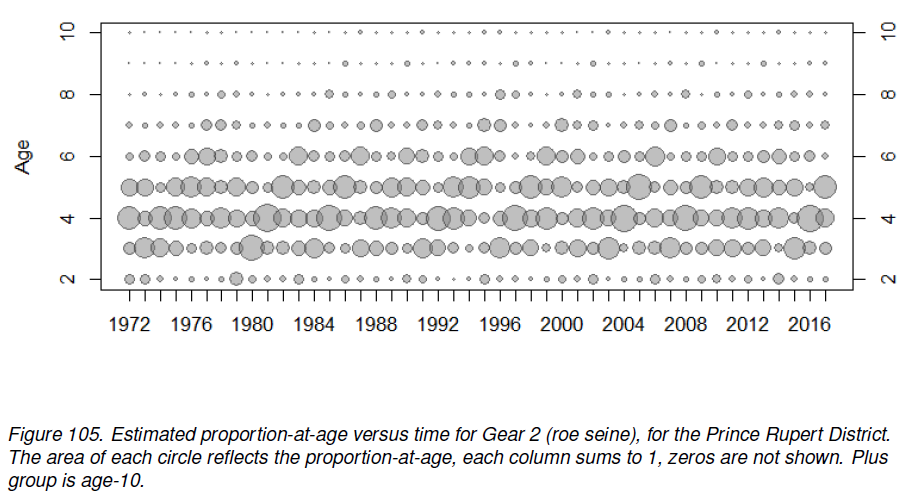 10
10
8
8
Age
6
6
4
4
2
2
1972 1976 1980 1984 1988 1992 1996 2000 2004 2008 2012 2016
Figure 105. Estimated proportion-at-age versus time for Gear 2 (roe seine), for the Prince Rupert District.
The area of each circle reflects the proportion-at-age, each column sums to 1, zeros are not shown. Plus
group is age-10.